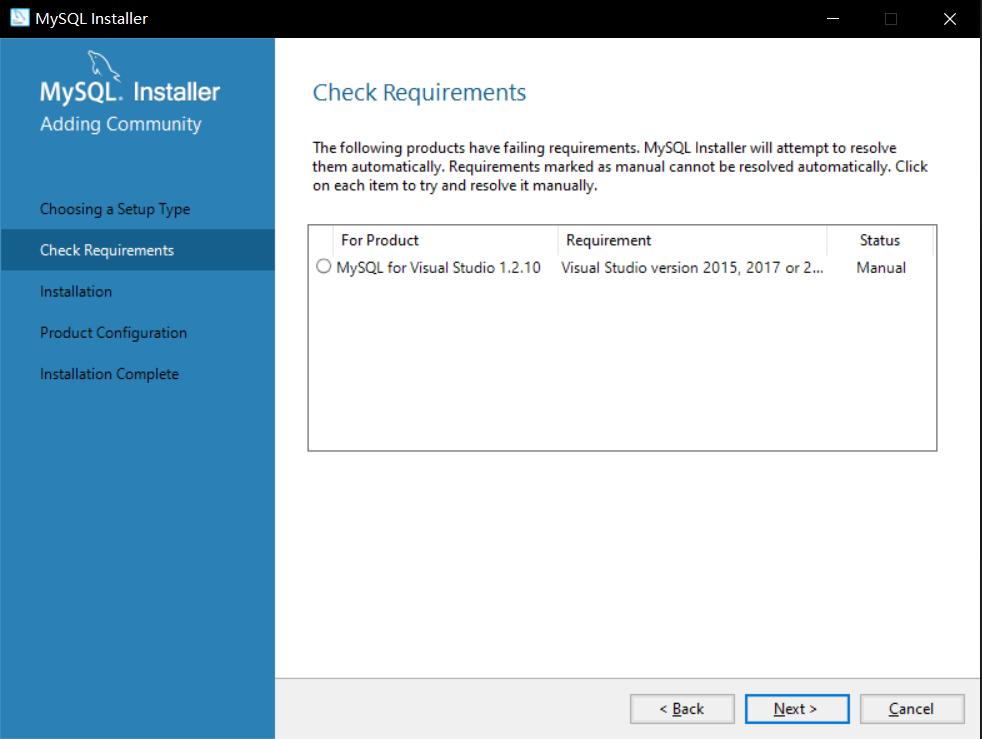 MySQL Installer
MySQL. Installer
Adding Community
Choosing a Setup Type
Check Requirements
Installation
Product Configuration
Installation Complete
Check Requirements
The following products have failing requirements. MySQL Installer will attempt to resolve
them automatically. Requirements marked as manual cannot be resolved automatically. Click
on each item to try and resolve it manually.
For Product Requirement Status
MySQL for Visual Studio 1.2.10 Visual Studio version 2015, 2017 or 2... Manual
< Back Next > Cancel